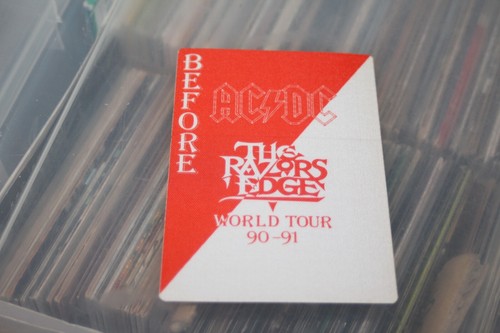 BEFORE
AC/DC
THE
RAZORS
EDGE
WORLD TOUR
90-91